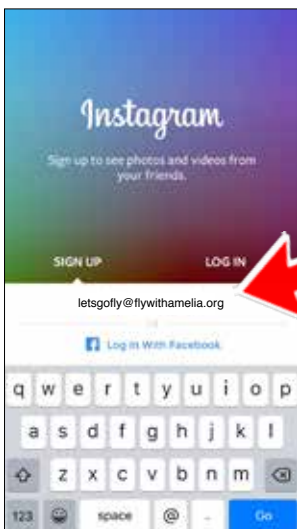 Instagram
Sign up to see photos and videos from
your friends.
SIGN UP LOG IN
letsgofly@flywithamelia.org
OR
Log In With Facebook
q w e r t y u i o p
a s d f g h j k l
z x c v b n m
123 space @ . Go